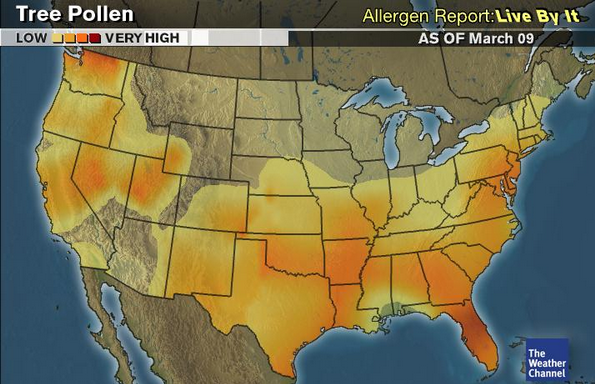 Tree Pollen
Allergen Report: Live By It
LOW VERY HIGH
AS OF March 09
The
Weather
Channel